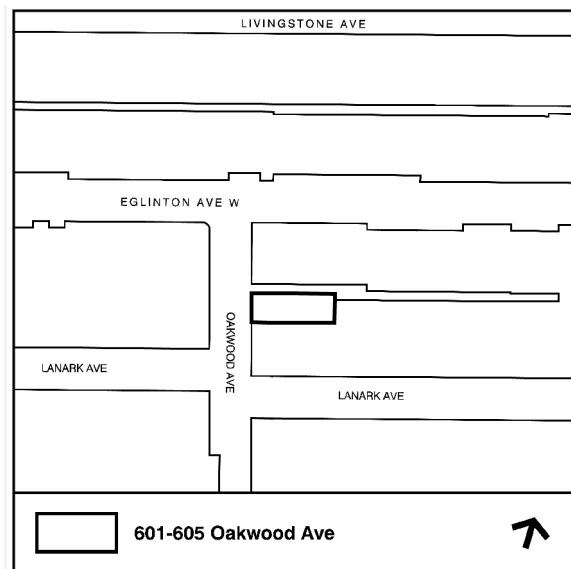 LIVINGSTONE AVE
EGLINTON AVE W
OAKWOOD AVE
LANARK AVE
LANARK AVE
601-605 Oakwood Ave